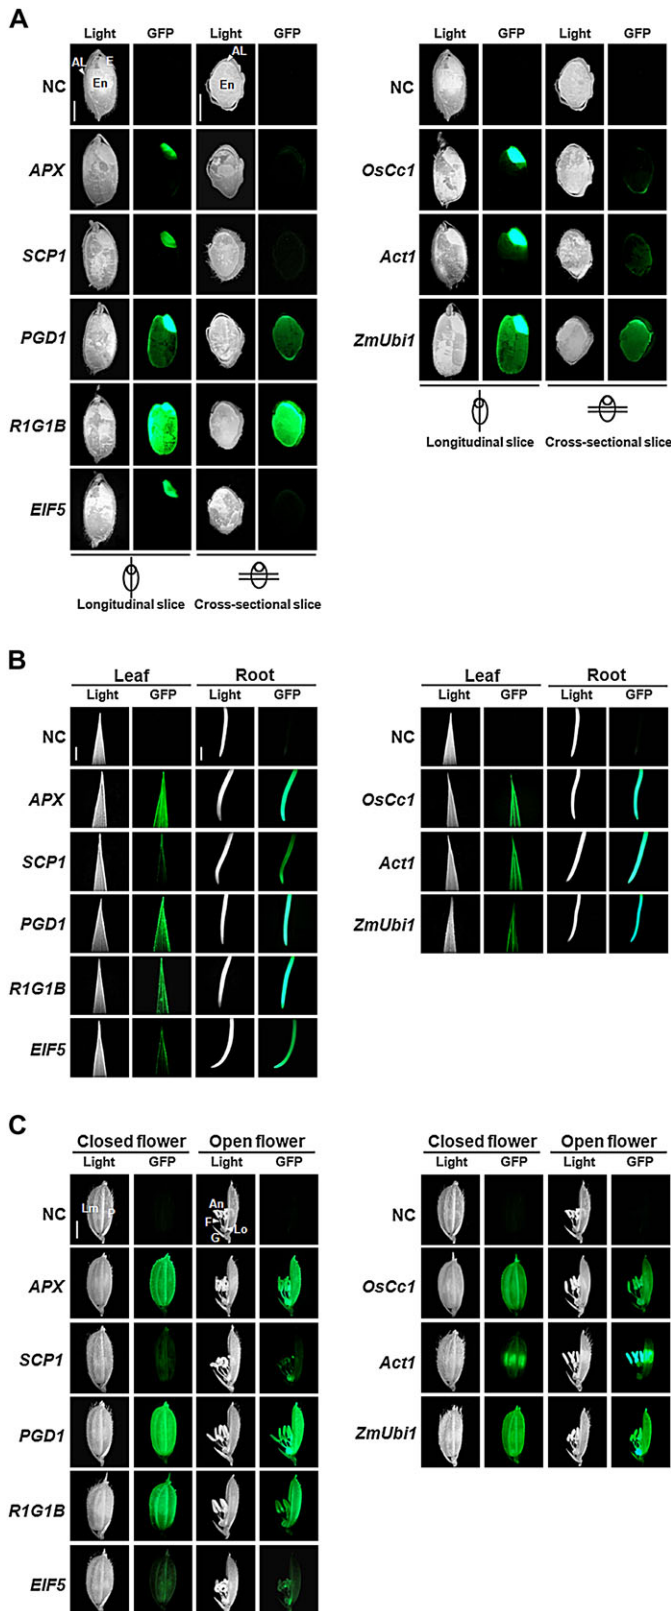 A
Light GFP Light GFP Light GFP Light GFP
NC AL E En AL En NC
APX OsCc1
SCP1 Act1
PGD1 ZmUbi1
R1G1B Longitudinal slice Cross-sectional slice
EIF5
Longitudinal slice Cross-sectional slice
B
Leaf Root Leaf Root
Light GFP Light GFP Light GFP Light GFP
NC NC
APX OsCc1
SCP1 Act1
PGD1 ZmUbi1
R1G1B
EIF5
C
Closed flower Open flower Closed flower Open flower
Light GFP Light GFP Light GFP Light GFP
NC Lm P An F Lo G NC
APX OsCc1
SCP1 Act1
PGD1 ZmUbi1
R1G1B
EIF5